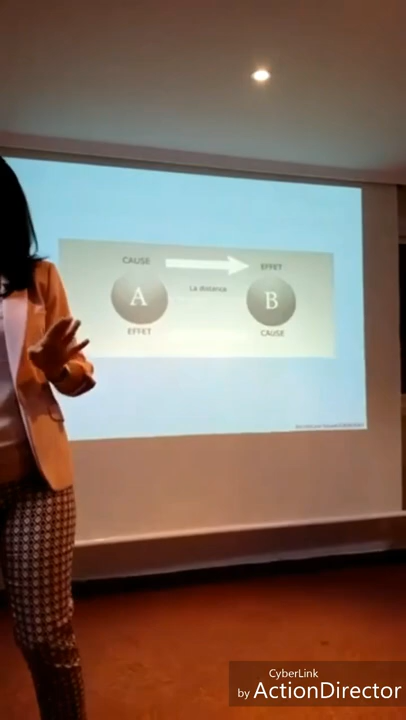 CAUSE
EFFET
A
La distance
B
EFFET
CAUSE
CyberLink
by ActionDirector